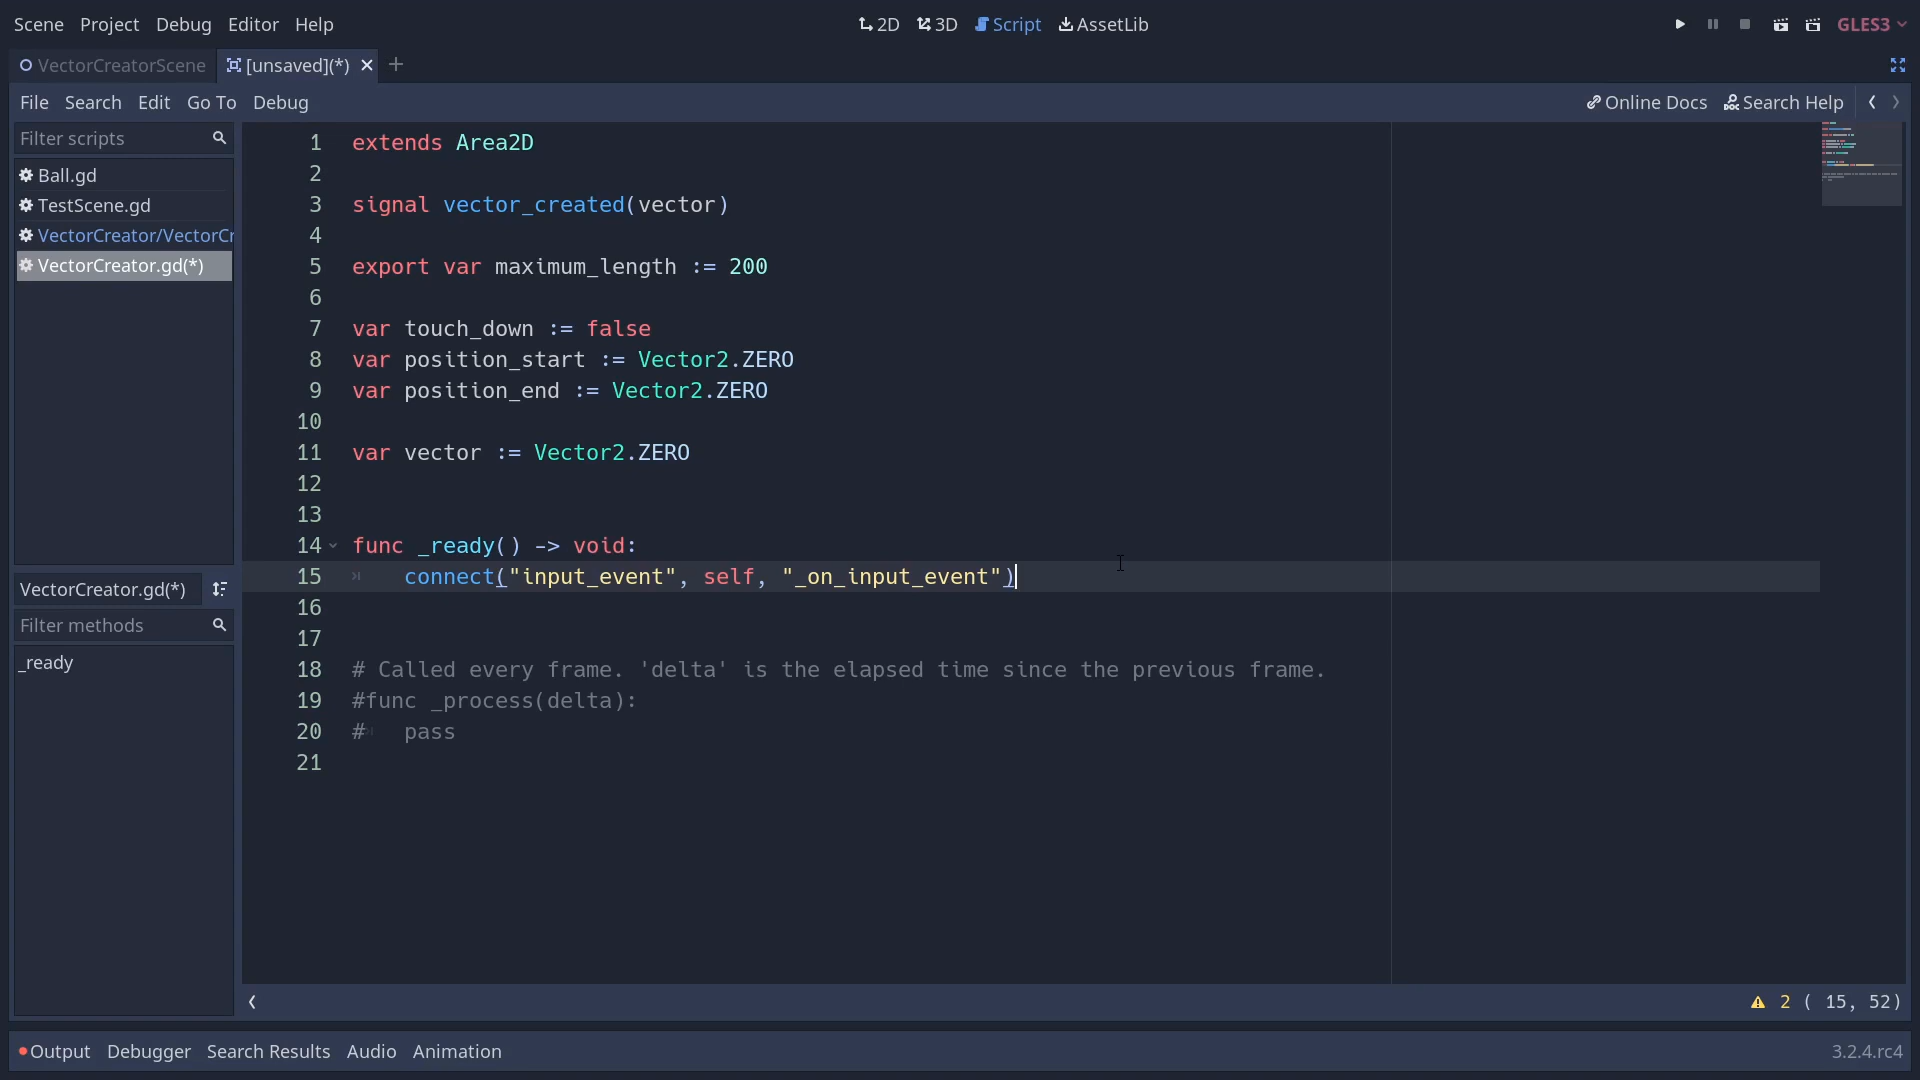 Scene Project Debug Editor Help 2D 3D Script AssetLib GLES3
VectorCreatorScene [unsaved](*)
File Search Edit Go To Debug Online Docs Search Help
Filter scripts
Ball.gd
TestScene.gd
VectorCreator/VectorCr
VectorCreator.gd(*)
VectorCreator.gd(*)
Filter methods
_ready
1 extends Area2D
2
3 signal vector_created(vector)
4
5 export var maximum_length := 200
6
7 var touch_down := false
8 var position_start := Vector2.ZERO
9 var position_end := Vector2.ZERO
10
11 var vector := Vector2.ZERO
12
13
14 func _ready() -> void:
15 connect("input_event", self, "_on_input_event")
16
17
18 # Called every frame. 'delta' is the elapsed time since the previous frame.
19 #func _process(delta):
20 # pass
21
2 ( 15, 52)
Output Debugger Search Results Audio Animation 3.2.4.rc4